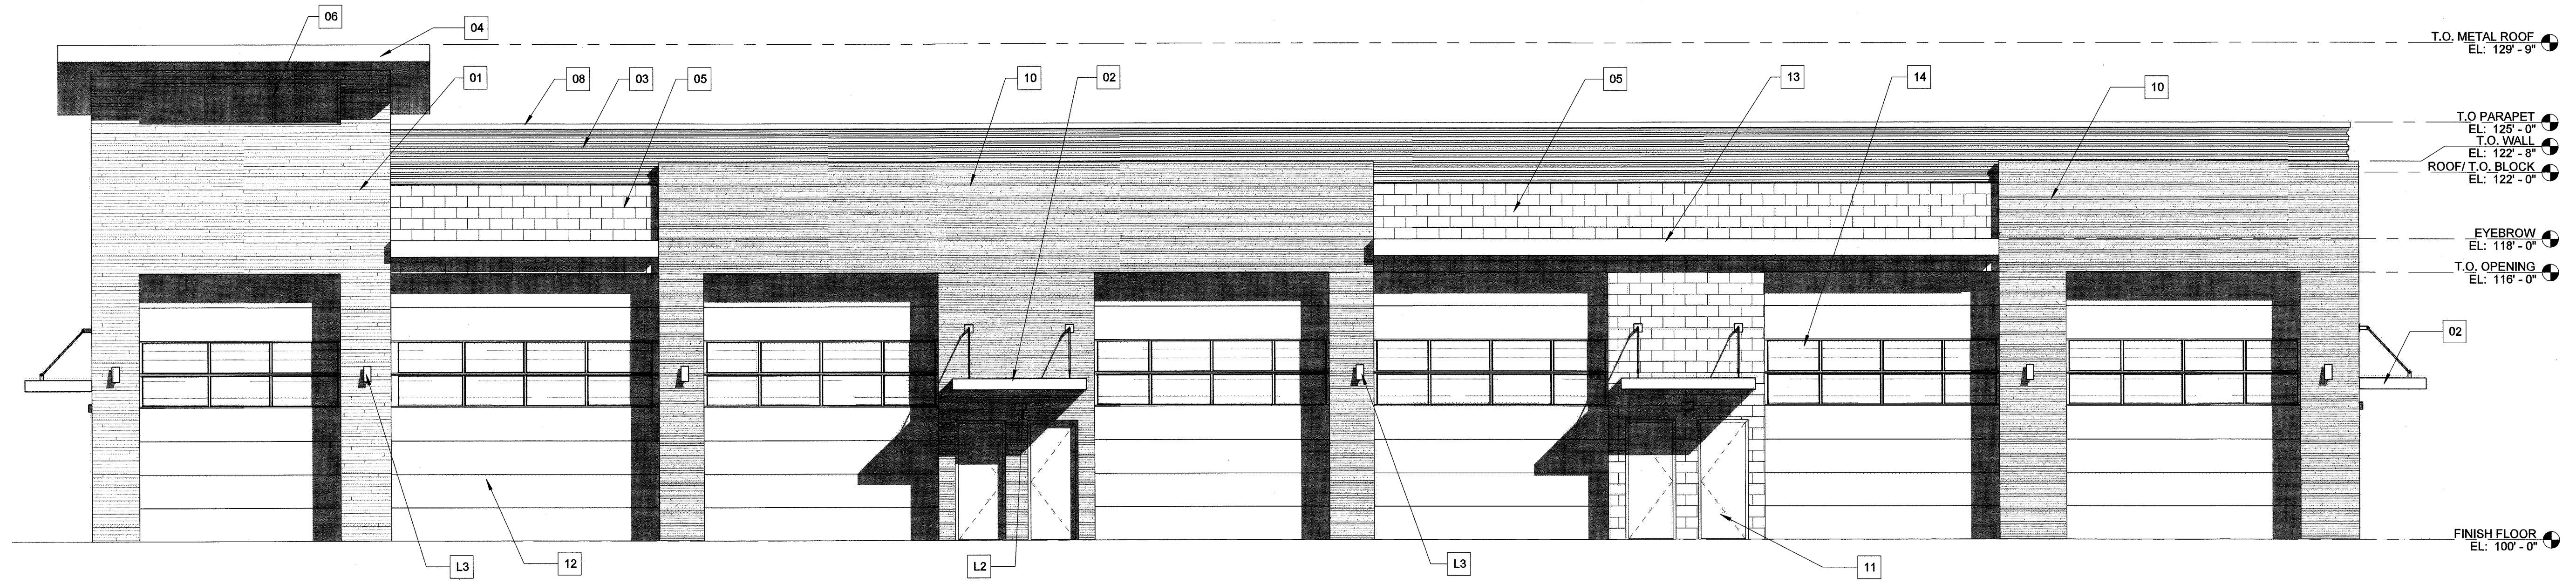 06
04
T.O. METAL ROOF
EL: 129' - 9"
01
08
03
05
10
02
05
13
14
10
T.O PARAPET
EL: 125' - 0"
T.O. WALL
EL: 122' - 8"
ROOF/ T.O. BLOCK
EL: 122' - 0"
EYEBROW
EL: 118' - 0"
T.O. OPENING
EL: 116' - 0"
02
FINISH FLOOR
EL: 100' - 0"
L3
12
L2
L3
11